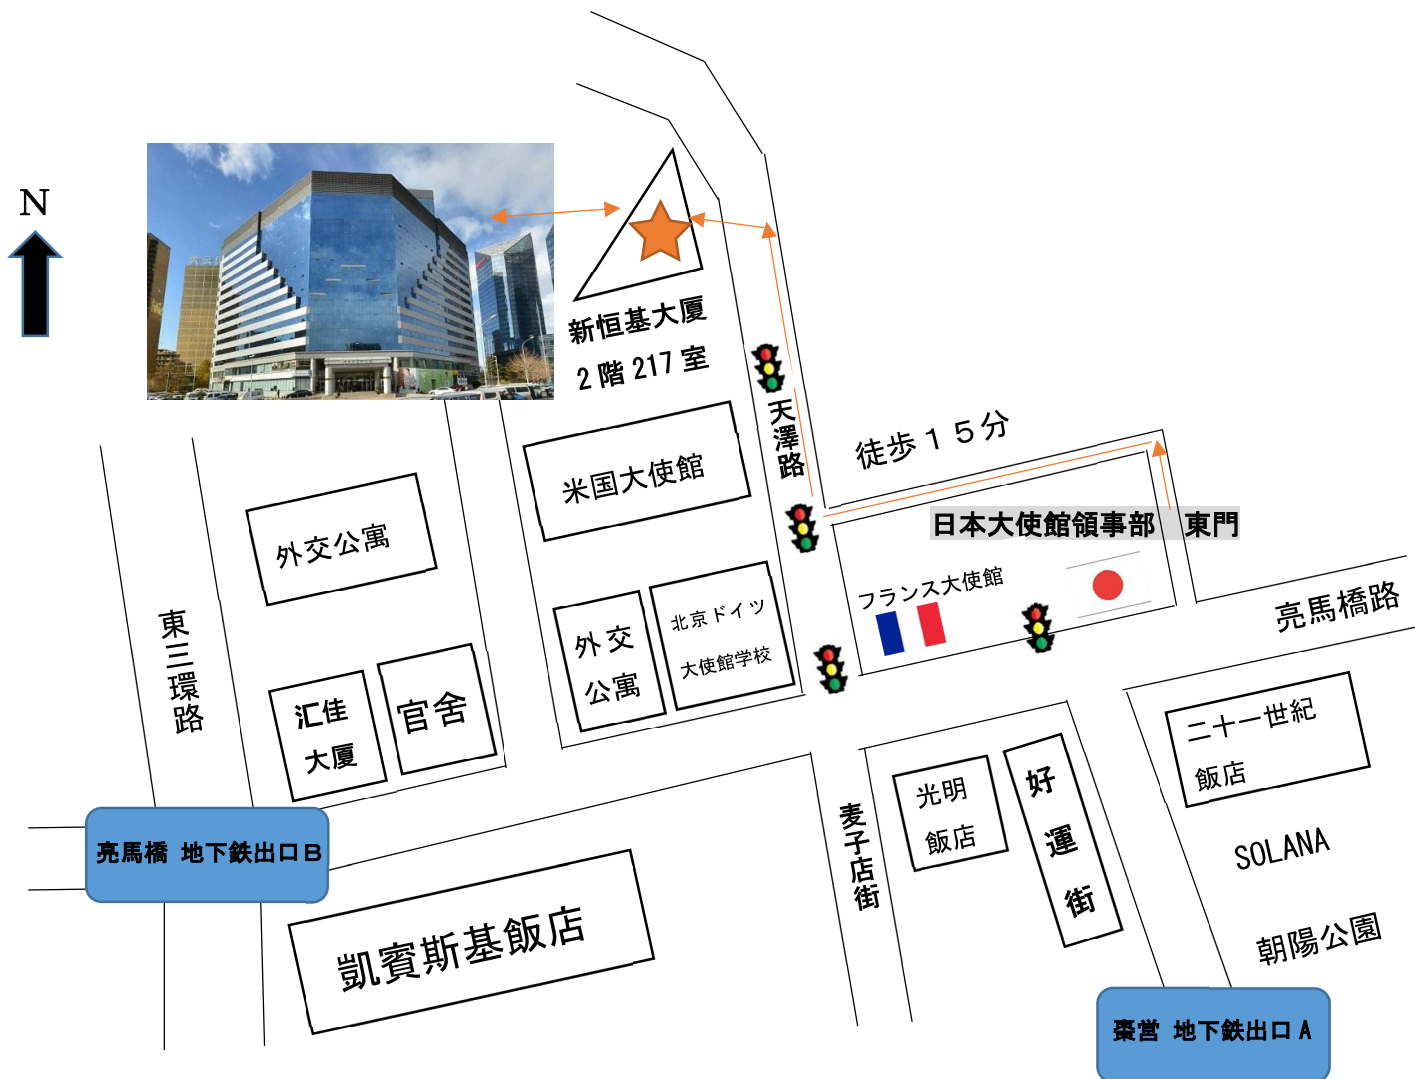 N
新恒基大厦
2階 217 室
天澤路
徒歩１５分
米国大使館
外交公寓
日本大使館領事部　東門
フランス大使館
亮馬橋路
外交
公寓
北京ドイツ
大使館学校
東三環路
汇佳
大厦
官舎
二十一世紀
飯店
光明
飯店
好運街
麦子店街
亮馬橋 地下鉄出口B
SOLANA
凱賓斯基飯店
朝陽公園
棗営 地下鉄出口 A